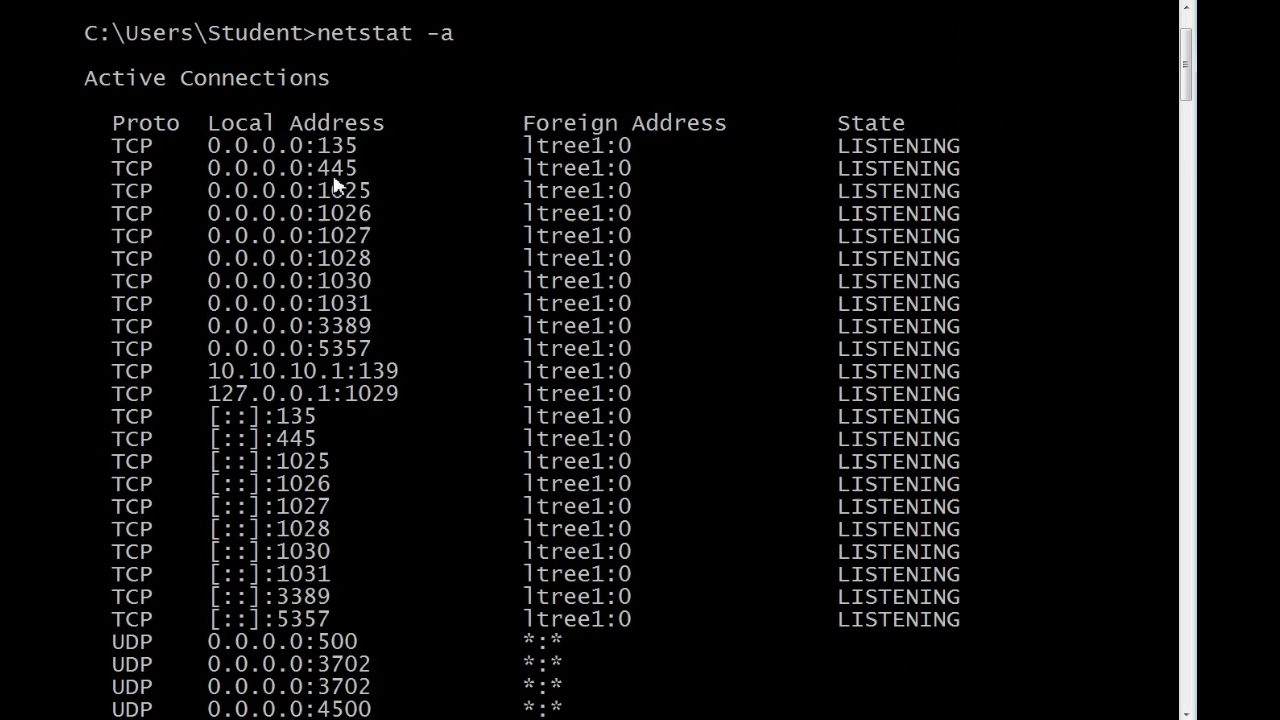 C:\Users\Student>netstat -a
Active Connections
Proto Local Address Foreign Address State
TCP 0.0.0.0:135 ltree1:0 LISTENING
TCP 0.0.0.0:445 ltree1:0 LISTENING
TCP 0.0.0.0:1025 ltree1:0 LISTENING
TCP 0.0.0.0:1026 ltree1:0 LISTENING
TCP 0.0.0.0:1027 ltree1:0 LISTENING
TCP 0.0.0.0:1028 ltree1:0 LISTENING
TCP 0.0.0.0:1030 ltree1:0 LISTENING
TCP 0.0.0.0:1031 ltree1:0 LISTENING
TCP 0.0.0.0:3389 ltree1:0 LISTENING
TCP 0.0.0.0:5357 ltree1:0 LISTENING
TCP 10.10.10.1:139 ltree1:0 LISTENING
TCP 127.0.0.1:1029 ltree1:0 LISTENING
TCP [::]:135 ltree1:0 LISTENING
TCP [::]:445 ltree1:0 LISTENING
TCP [::]:1025 ltree1:0 LISTENING
TCP [::]:1026 ltree1:0 LISTENING
TCP [::]:1027 ltree1:0 LISTENING
TCP [::]:1028 ltree1:0 LISTENING
TCP [::]:1030 ltree1:0 LISTENING
TCP [::]:1031 ltree1:0 LISTENING
TCP [::]:3389 ltree1:0 LISTENING
TCP [::]:5357 ltree1:0 LISTENING
UDP 0.0.0.0:500 *:*
UDP 0.0.0.0:3702 *:*
UDP 0.0.0.0:3702 *:*
UDP 0.0.0.0:4500 *:*